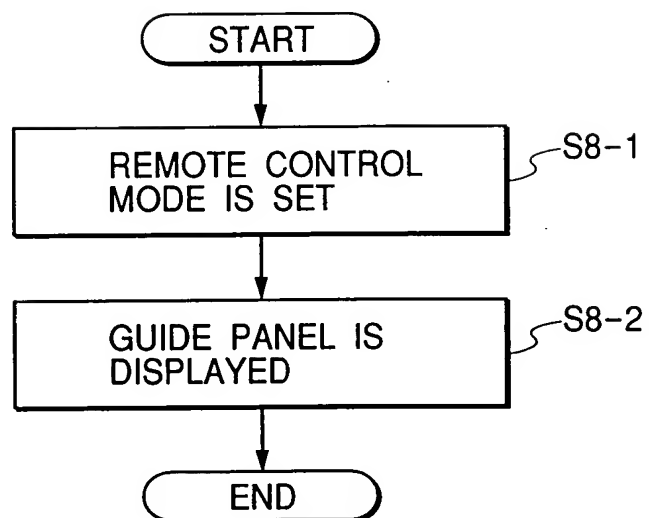 START
REMOTE CONTROL
MODE IS SET
S8-1
GUIDE PANEL IS
DISPLAYED
S8-2
END